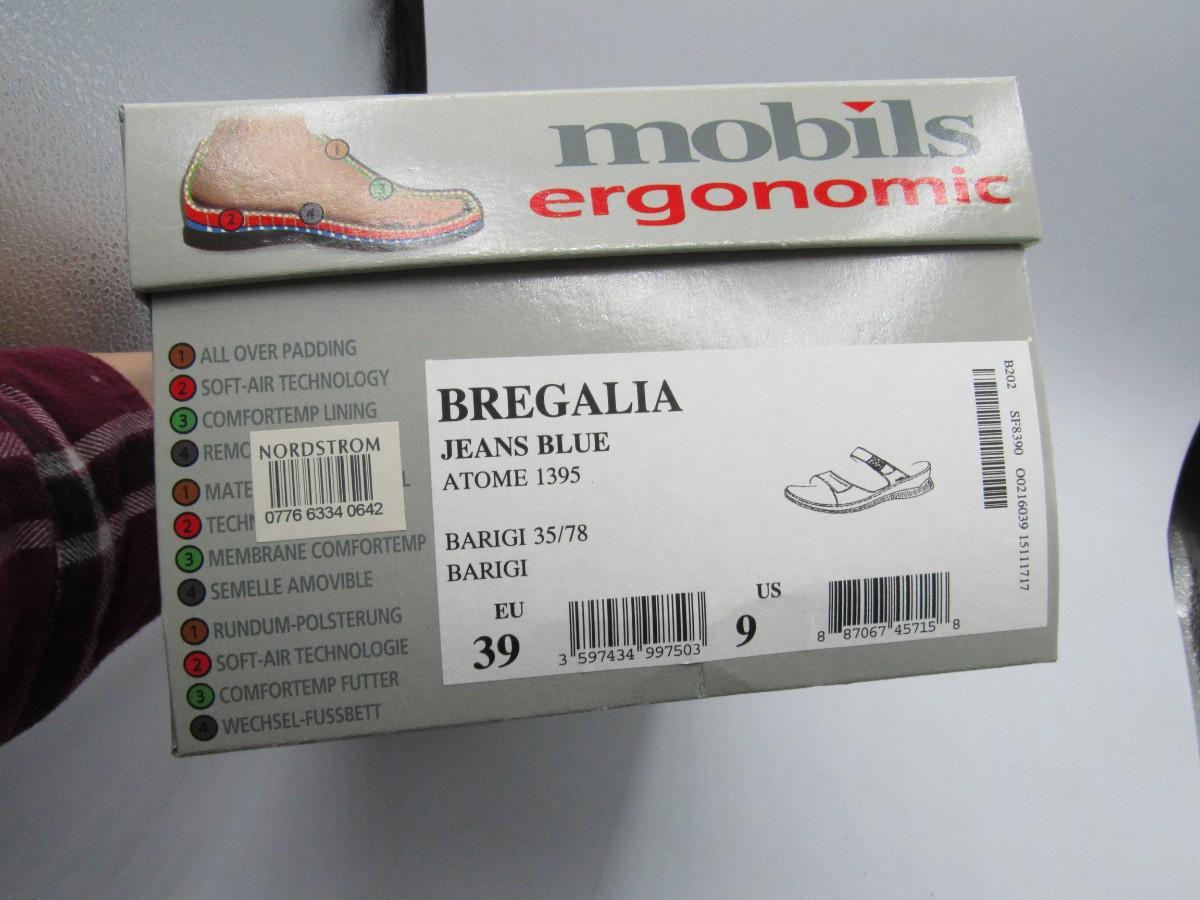 mobils
ergonomic
1
3
2
4
1 ALL OVER PADDING
2 SOFT-AIR TECHNOLOGY
3 COMFORTEMP LINING
4 REMO
1 MATE L
2 TECHN
3 MEMBRANE COMFORTEMP
4 SEMELLE AMOVIBLE
1 RUNDUM-POLSTERUNG
2 SOFT-AIR TECHNOLOGIE
3 COMFORTEMP FUTTER
4 WECHSEL-FUSSBETT
NORDSTROM
0776 6334 0642
BREGALIA
JEANS BLUE
ATOME 1395
BARIGI 35/78
BARIGI
EU
39
3 597434 997503
US
9
8 87067 45715 8
B202 SF8390 O0216039 15111717